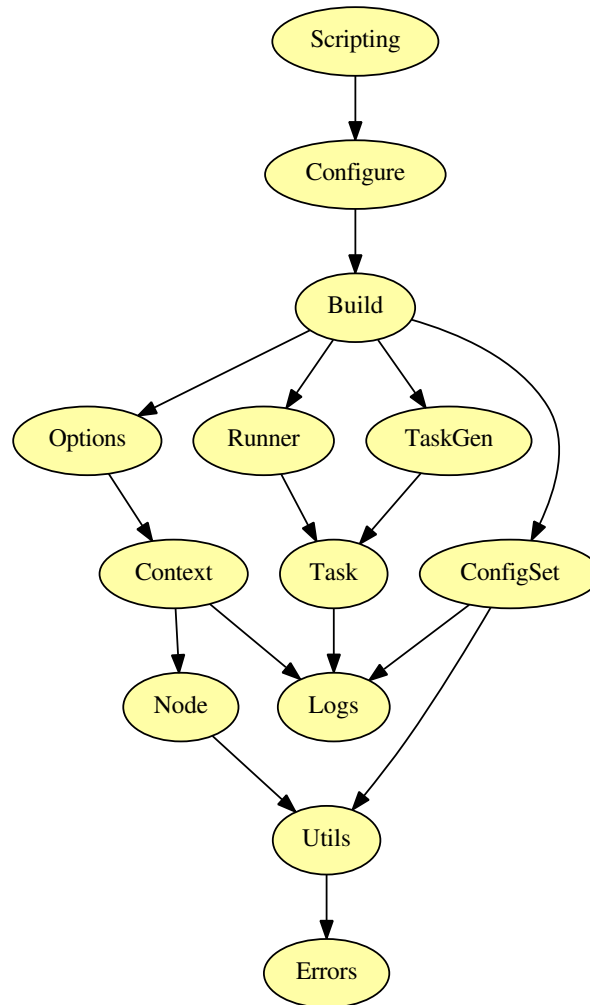 Scripting
Configure
Build
Options
Runner
TaskGen
Context
Task
ConfigSet
Node
Logs
Utils
Errors